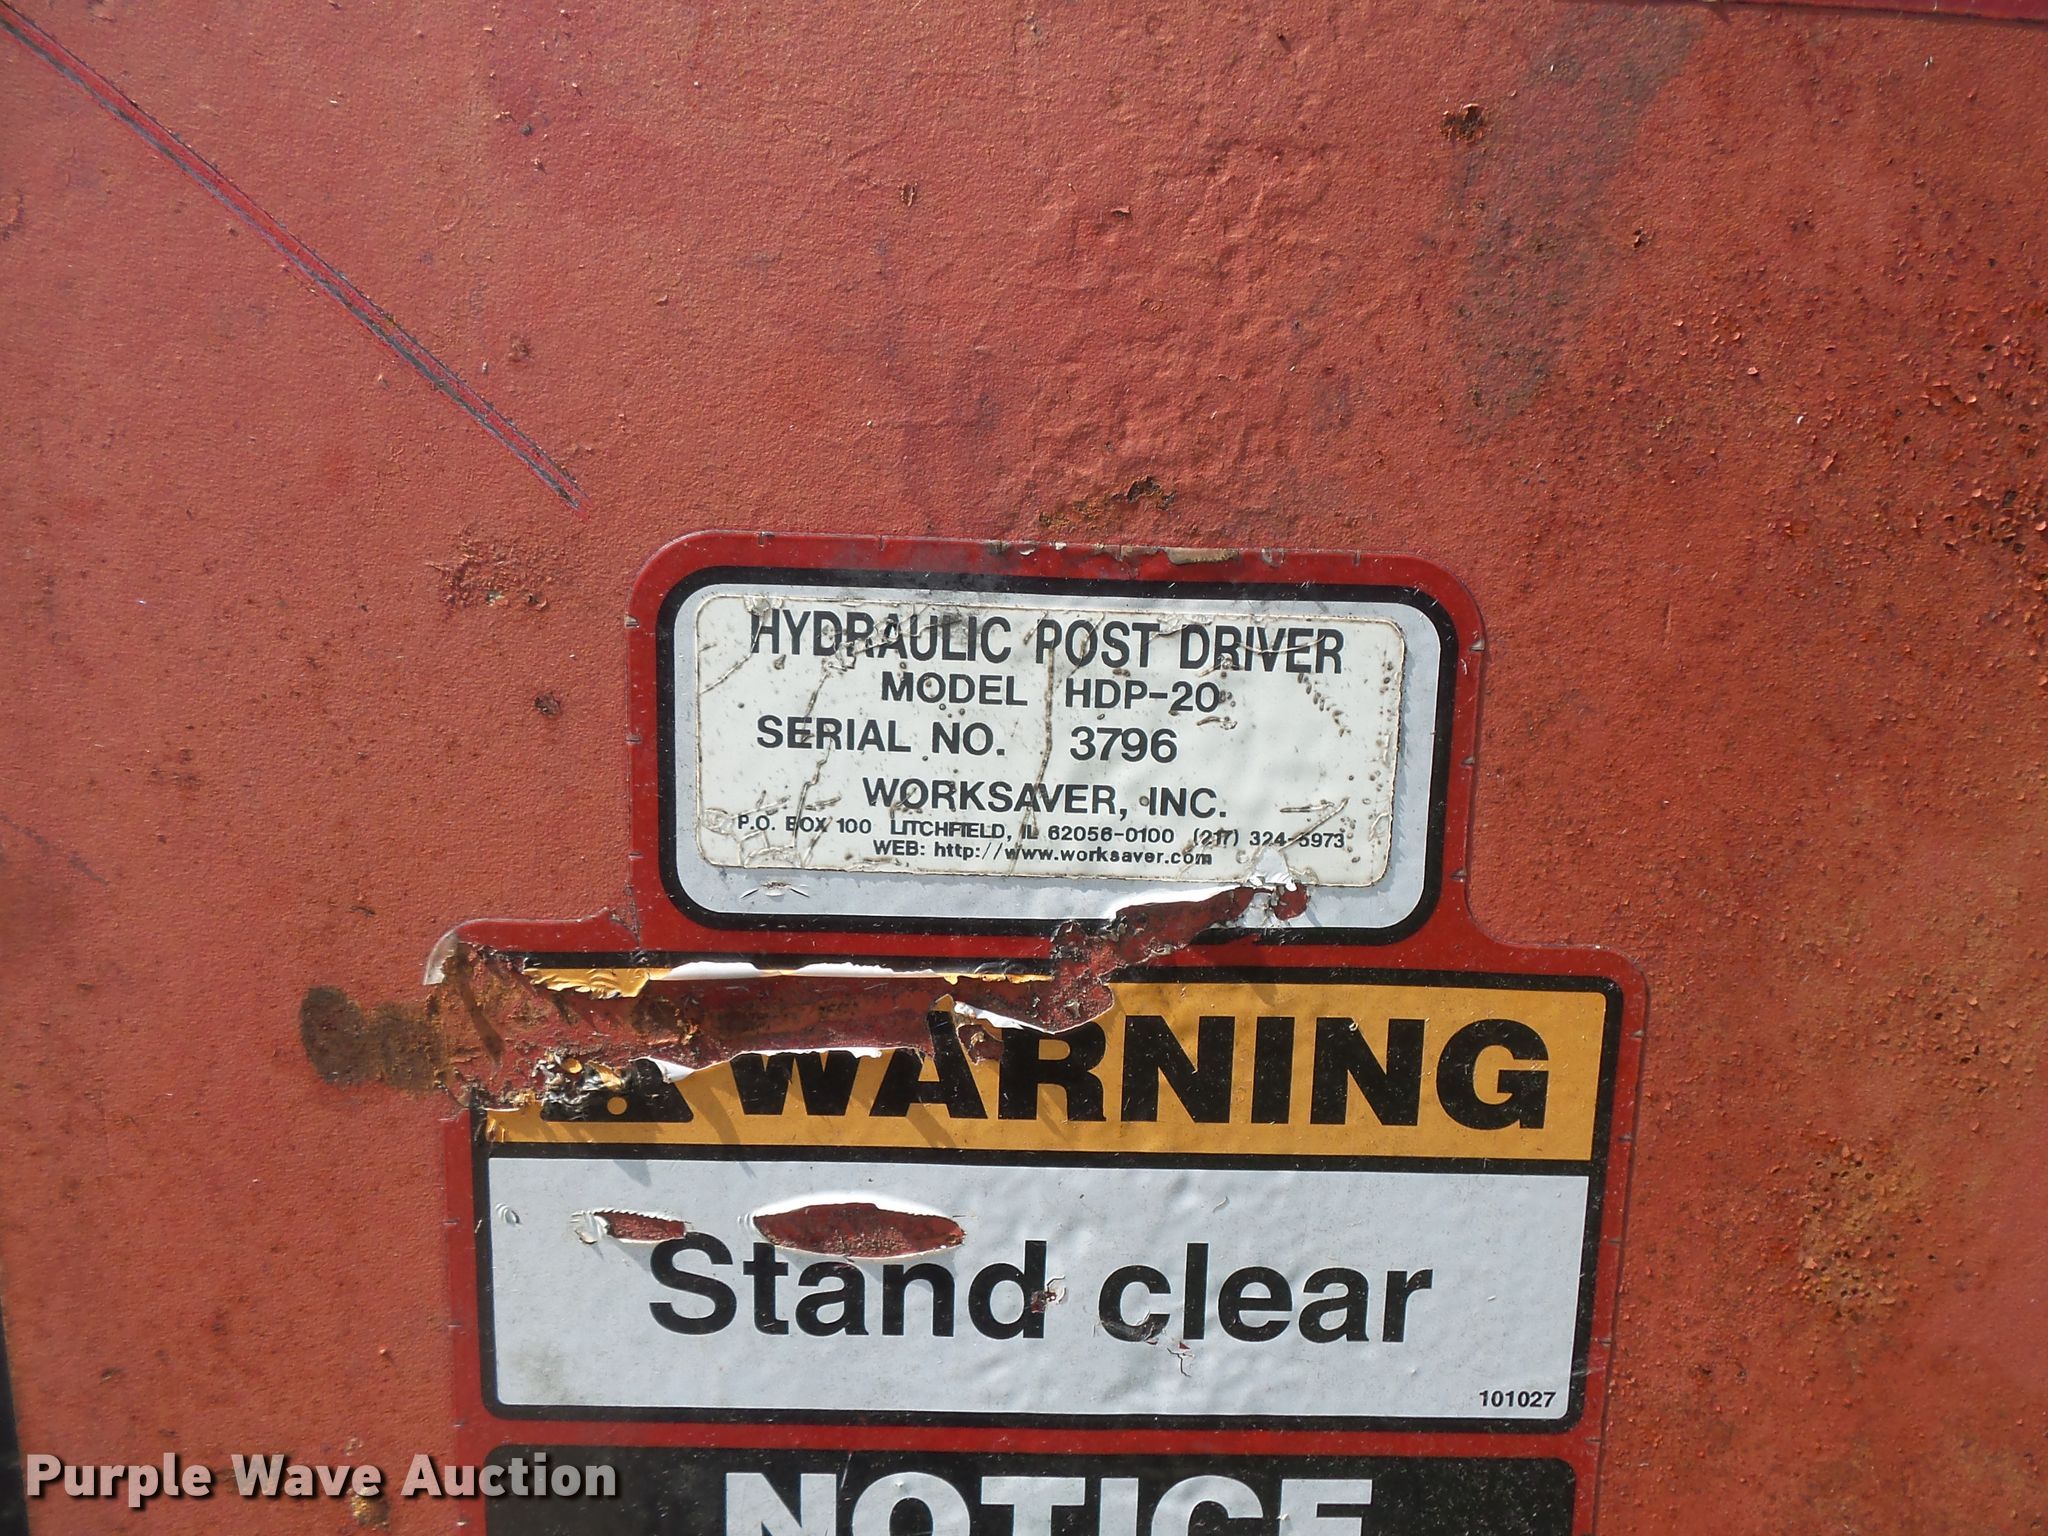 HYDRAULIC POST DRIVER
MODEL HDP-20
SERIAL NO. 3796
WORKSAVER, INC.
P.O. BOX 100 LITCHFIELD, IL 62056-0100 (217) 324-5973
WEB: http://www.worksaver.com
WARNING
Stand clear
101027
NOTICE
Purple Wave Auction